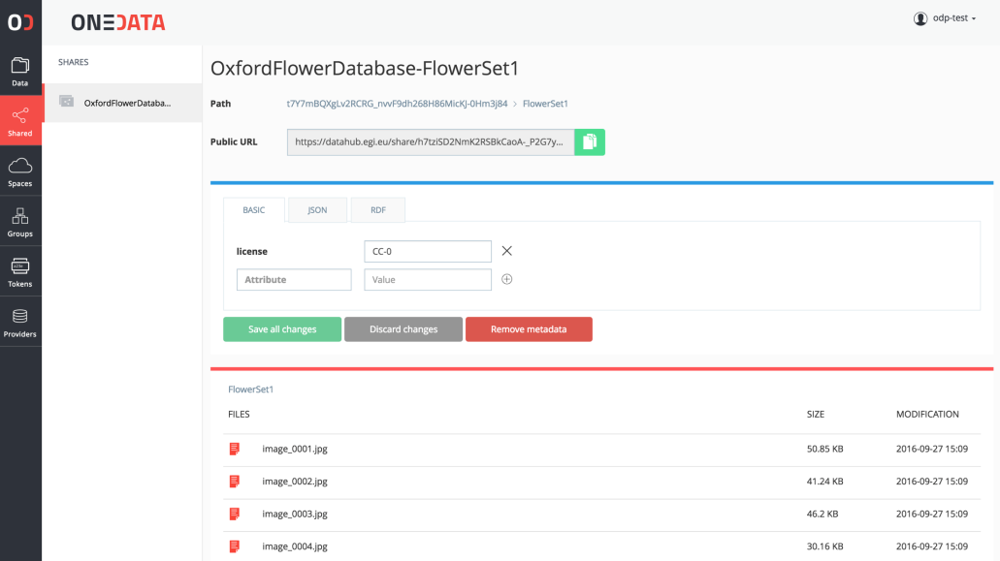 OD
ONEDATA
odp-test
Data
Shared
Spaces
Groups
Tokens
Providers
SHARES
OxfordFlowerDataba...
OxfordFlowerDatabase-FlowerSet1
Path t7Y7mBQXgLv2RCRG_nvvF9dh268H86MicKJ-0Hm3j84 > FlowerSet1
Public URL https://datahub.egi.eu/share/h7tziSD2NmK2RSBkCaoA-_P2G7y...
BASIC JSON RDF
license CC-0
Attribute Value
Save all changes Discard changes Remove metadata
FlowerSet1
FILES SIZE MODIFICATION
image_0001.jpg 50.85 KB 2016-09-27 15:09
image_0002.jpg 41.24 KB 2016-09-27 15:09
image_0003.jpg 46.2 KB 2016-09-27 15:09
image_0004.jpg 30.16 KB 2016-09-27 15:09